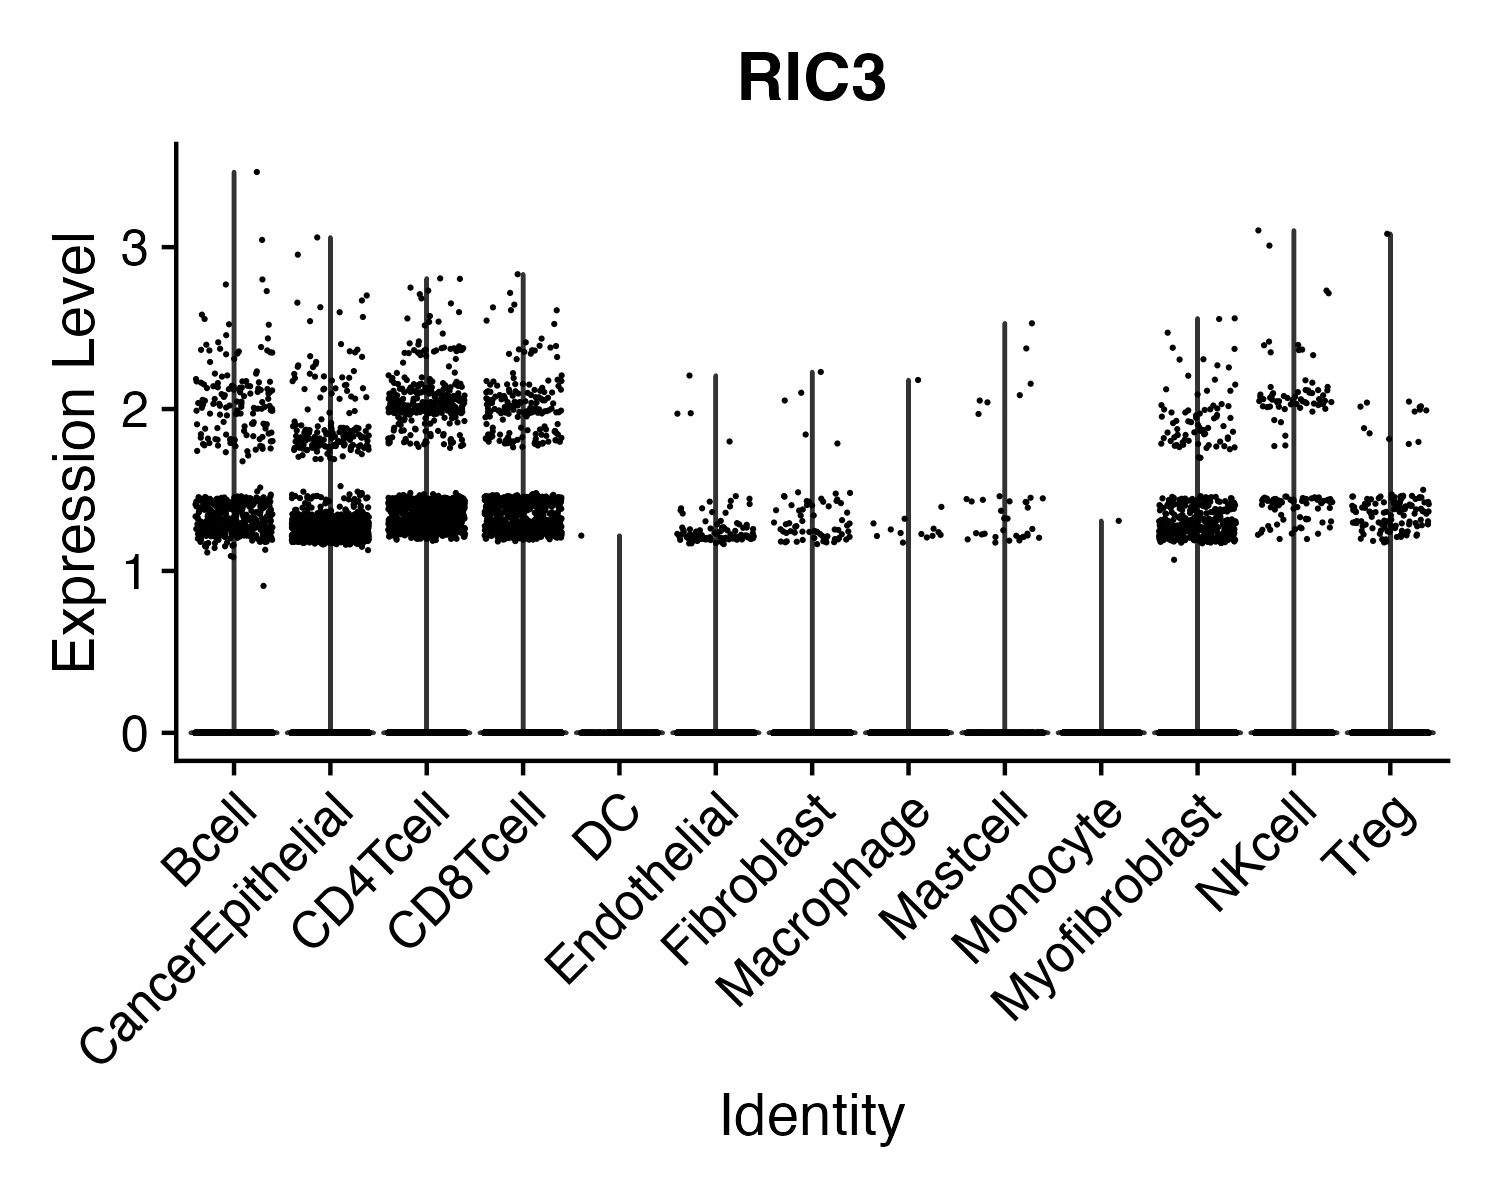 RIC3
Expression Level
3
2
1
0
Bcell
CancerEpithelial
CD4Tcell
CD8Tcell
DC
Endothelial
Fibroblast
Macrophage
Mastcell
Monocyte
Myofibroblast
NKcell
Treg
Identity